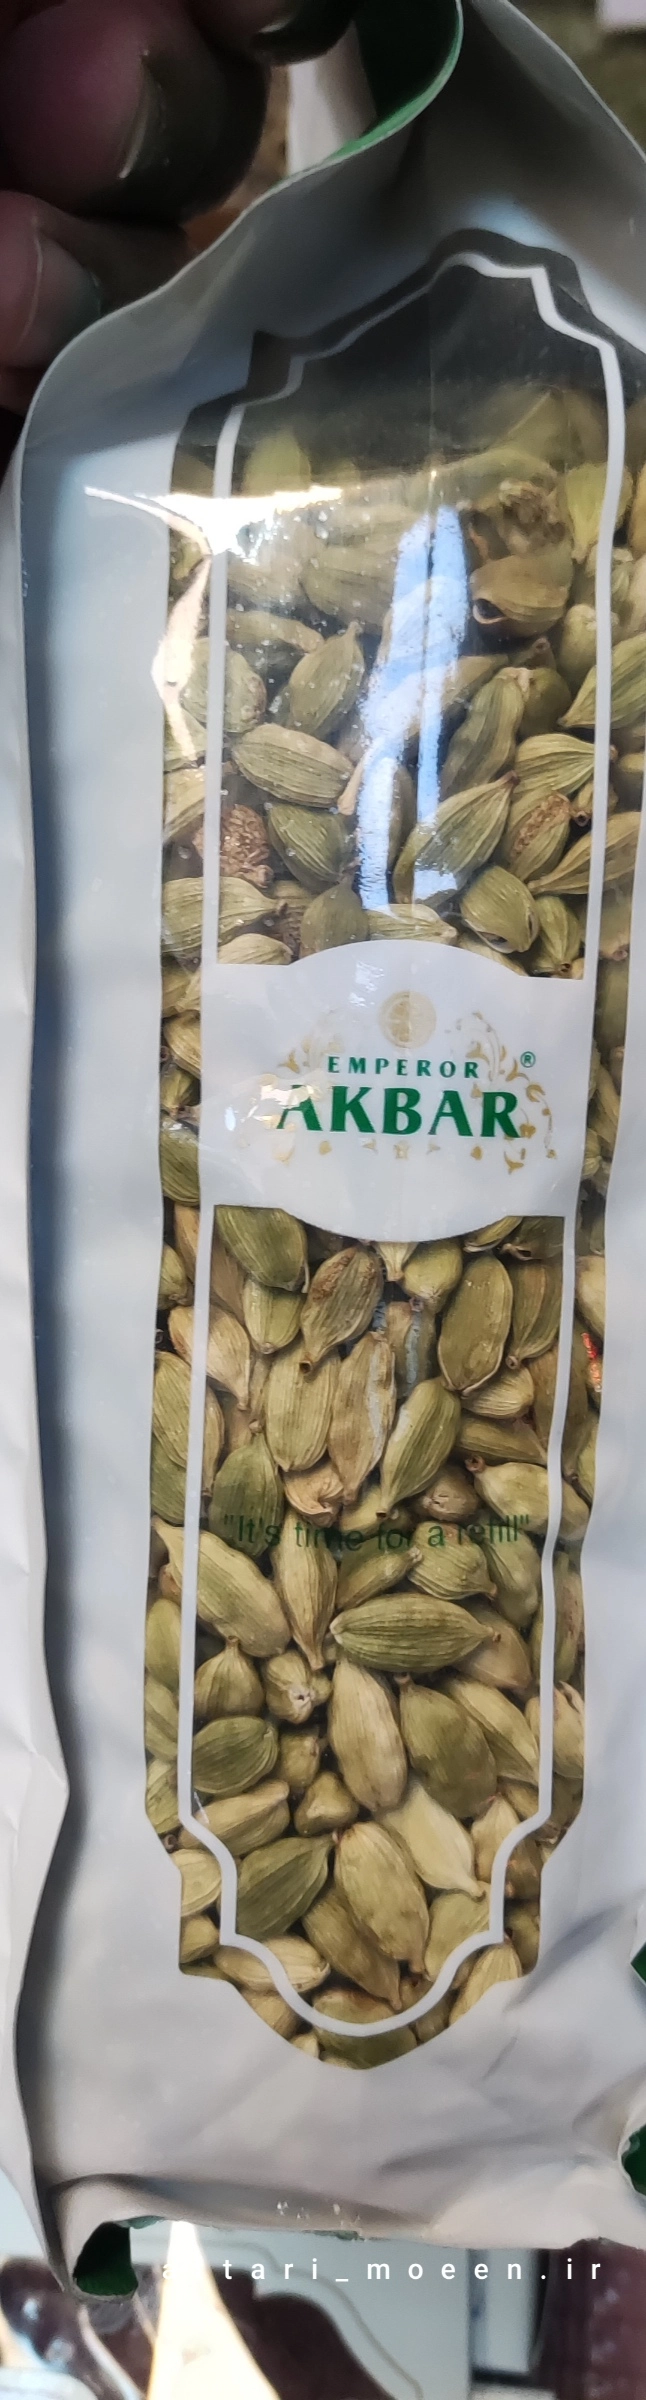 EMPEROR ®
AKBAR
"It's time for a refill"
attari_moeen.ir